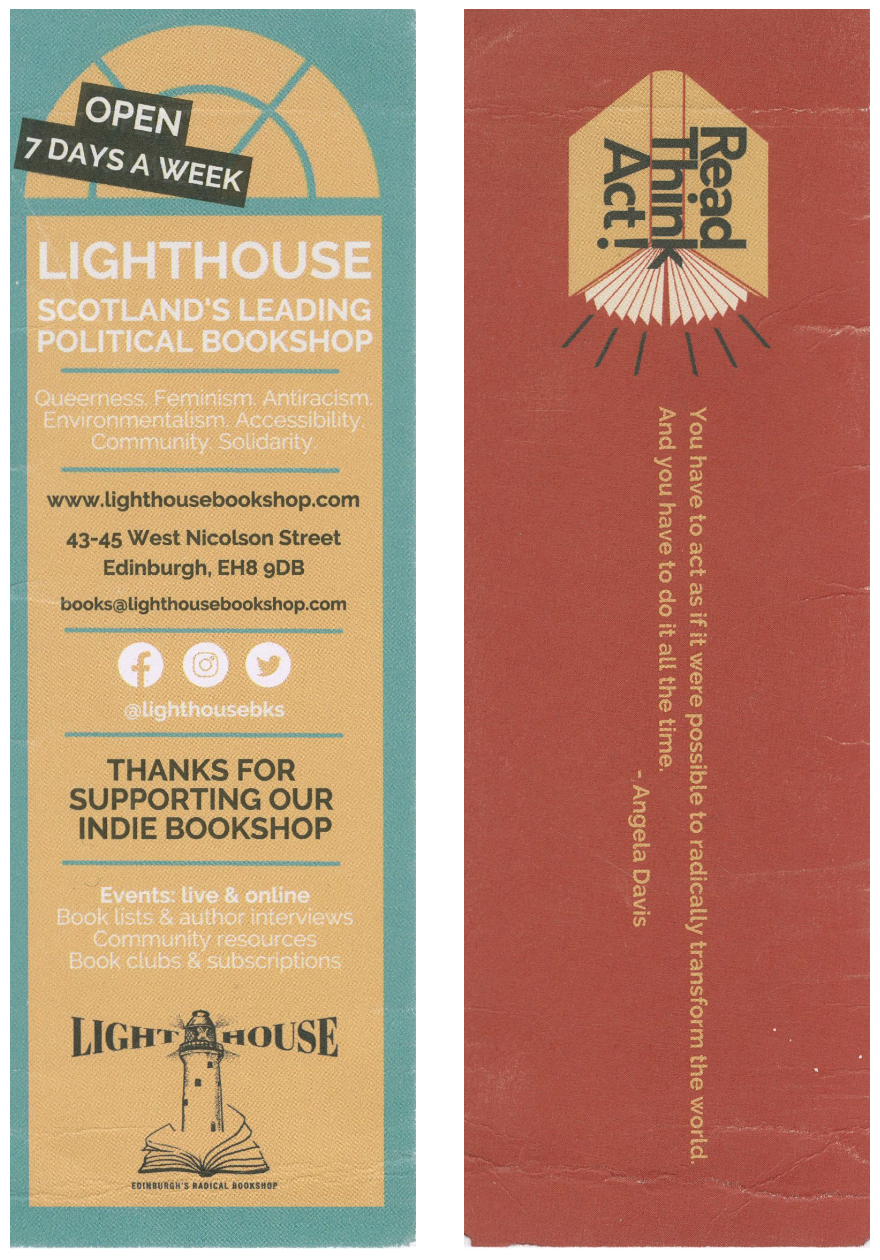 OPEN
7 DAYS A WEEK
LIGHTHOUSE
SCOTLAND'S LEADING
POLITICAL BOOKSHOP
Queerness. Feminism. Antiracism.
Environmentalism. Accessibility.
Community. Solidarity.
www.lighthousebookshop.com
43-45 West Nicolson Street
Edinburgh, EH8 9DB
books@lighthousebookshop.com
@lighthousebks
THANKS FOR
SUPPORTING OUR
INDIE BOOKSHOP
Events: live & online
Book lists & author interviews
Community resources
Book clubs & subscriptions
LIGHTHOUSE
EDINBURGH'S RADICAL BOOKSHOP
Read
Think
Act!
You have to act as if it were possible to radically transform the world.
And you have to do it all the time.
- Angela Davis